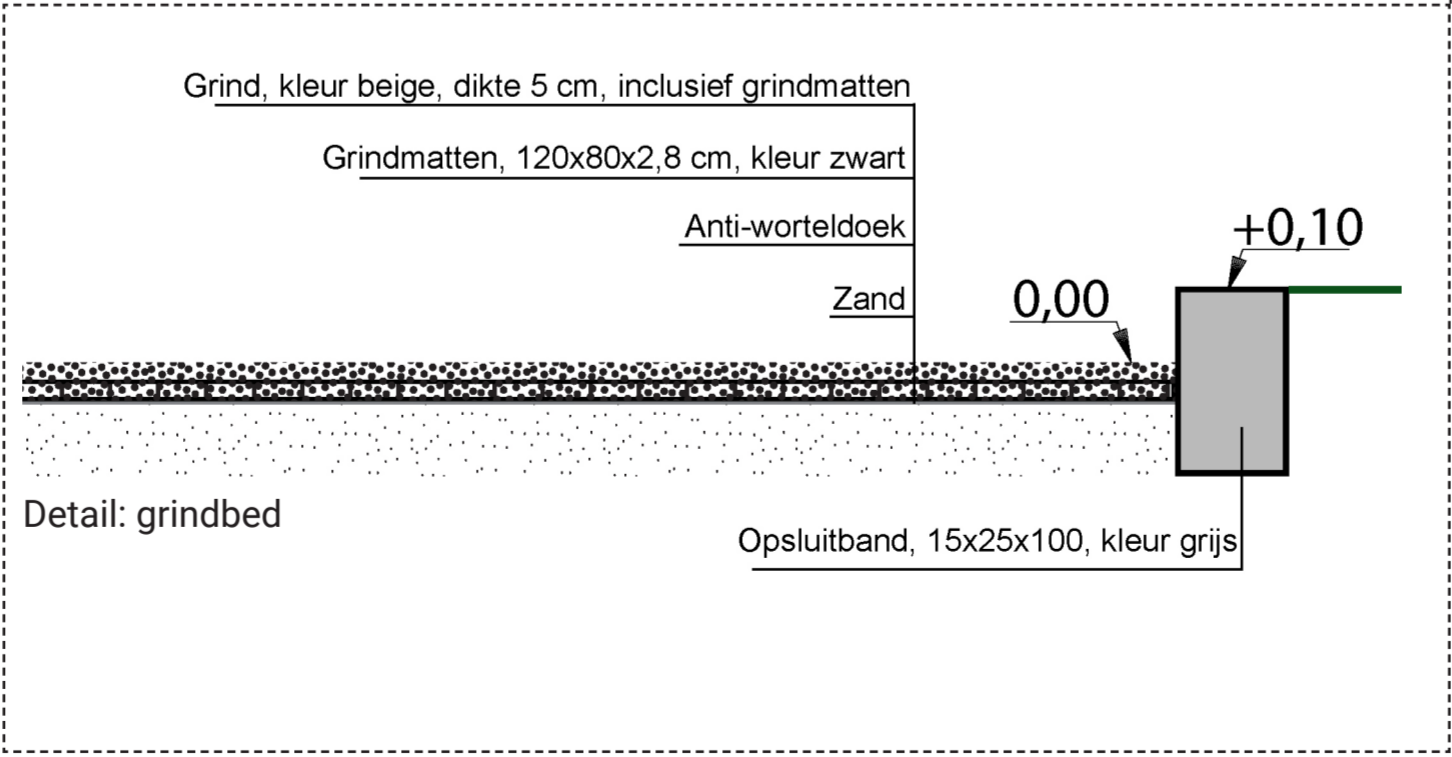 Grind, kleur beige, dikte 5 cm, inclusief grindmatten
Grindmatten, 120x80x2,8 cm, kleur zwart
Anti-worteldoek
+0,10
Zand
0,00
Detail: grindbed
Opsluitband, 15x25x100, kleur grijs